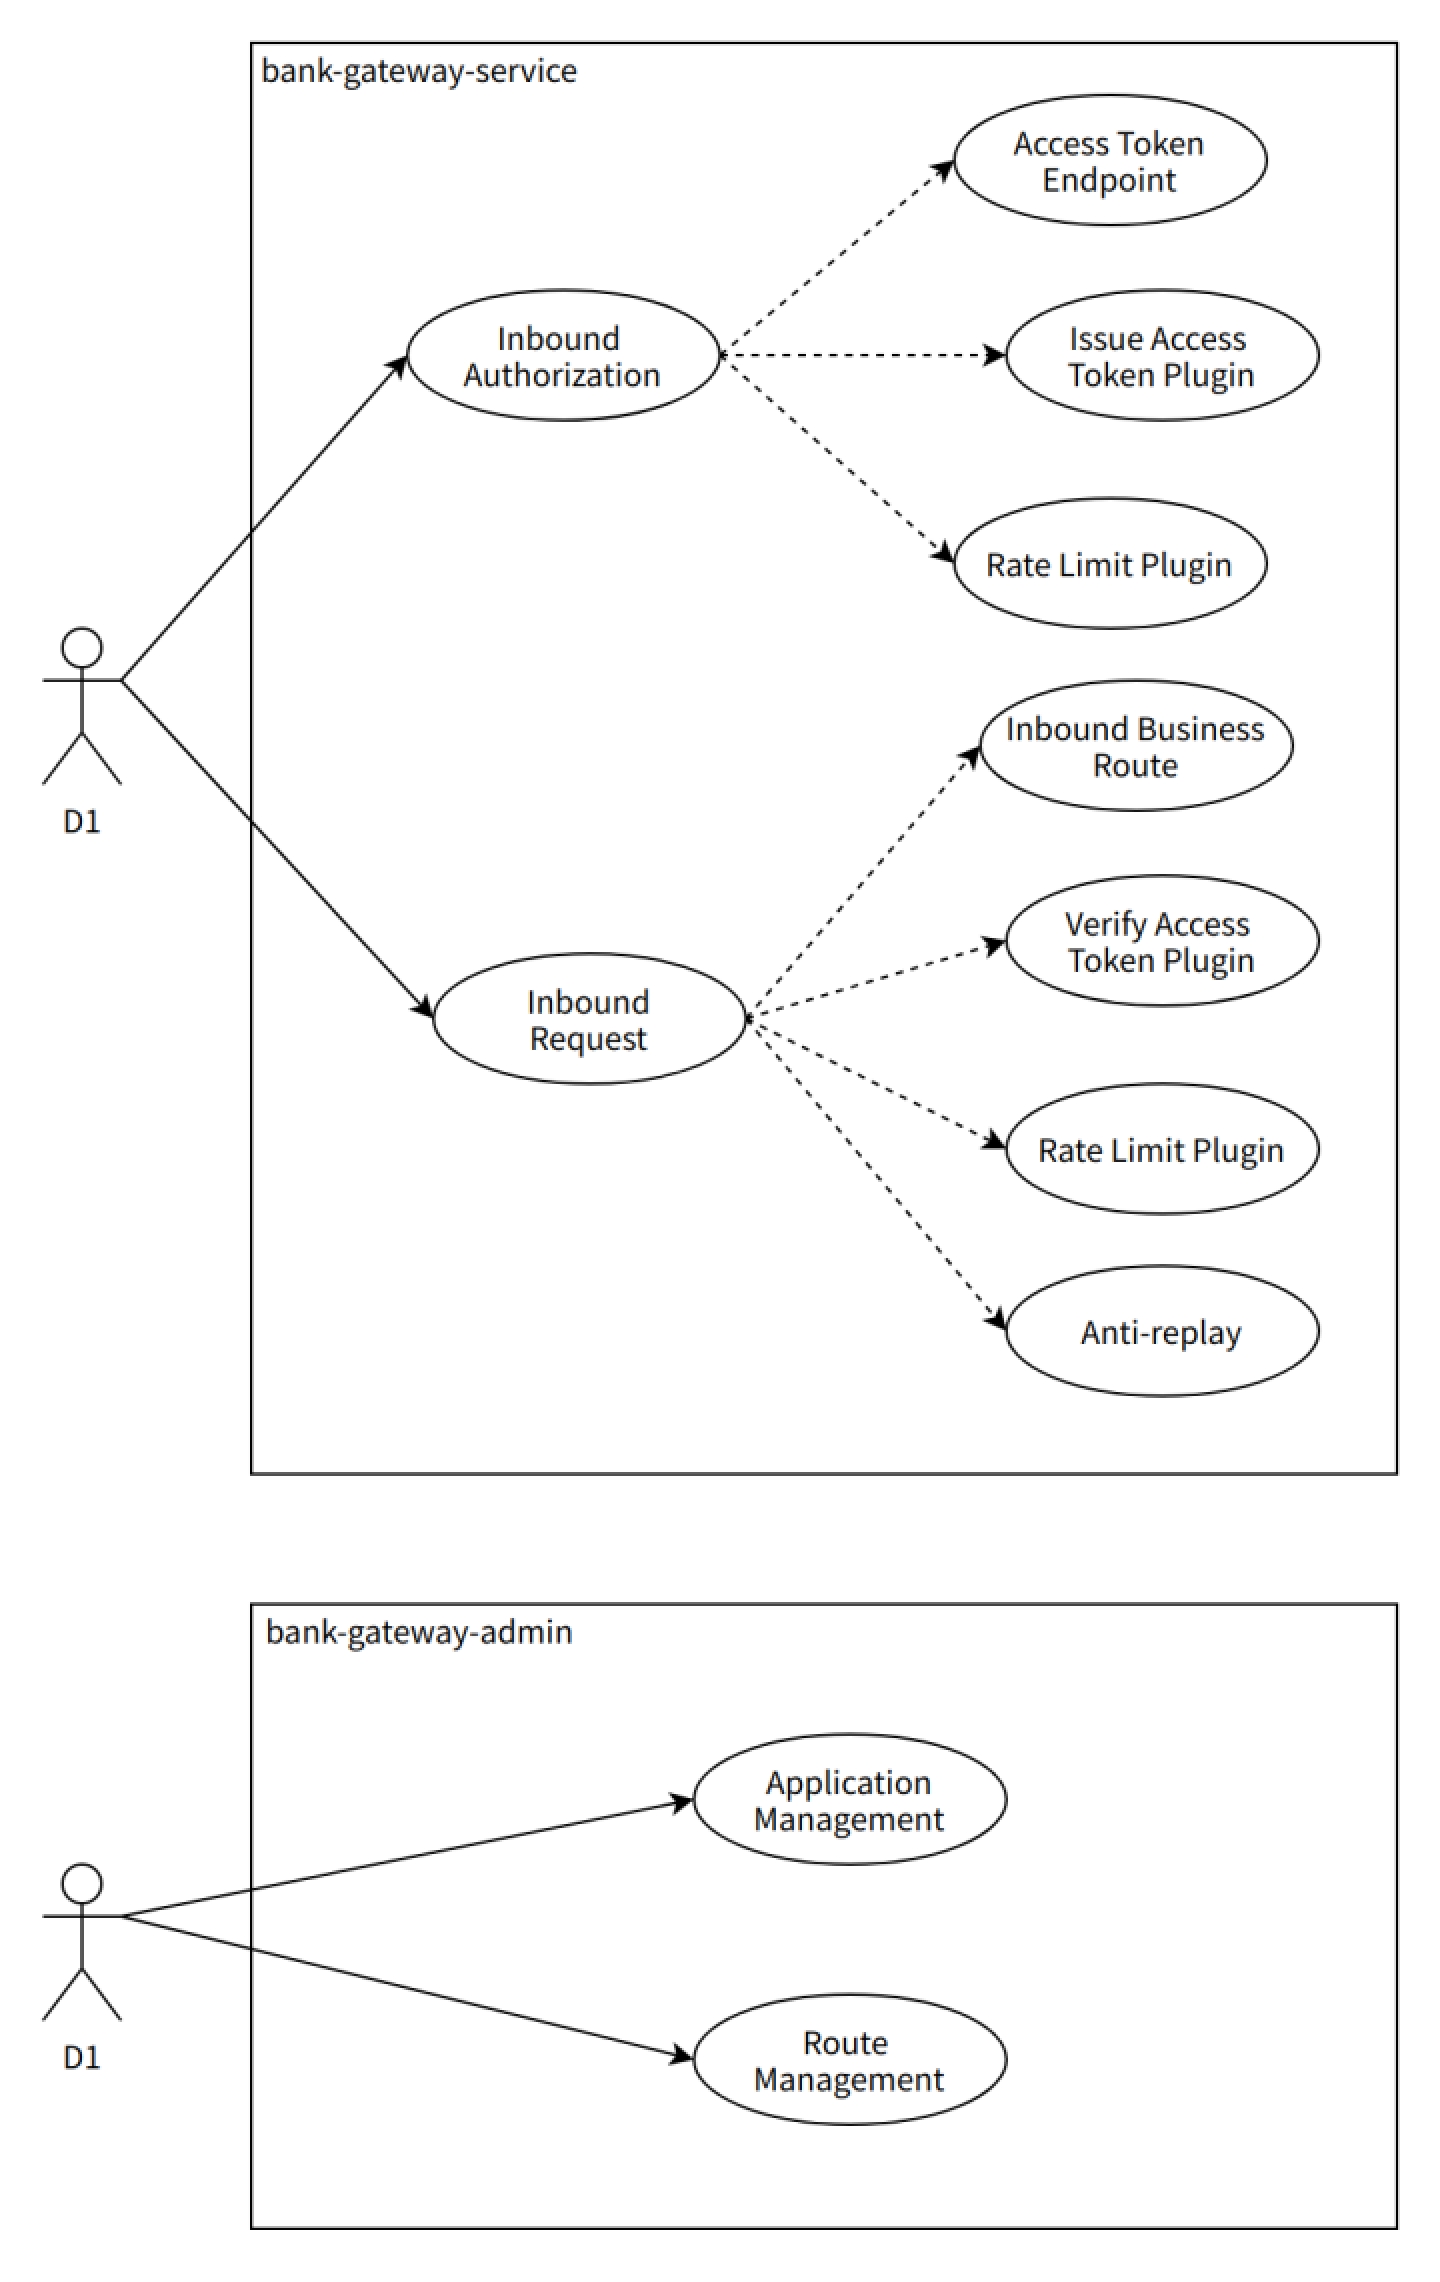 bank-gateway-service
Access Token
Endpoint
Inbound
Authorization
Issue Access
Token Plugin
Rate Limit Plugin
Inbound Business
Route
D1
Verify Access
Token Plugin
Inbound
Request
Rate Limit Plugin
Anti-replay
bank-gateway-admin
Application
Management
D1
Route
Management